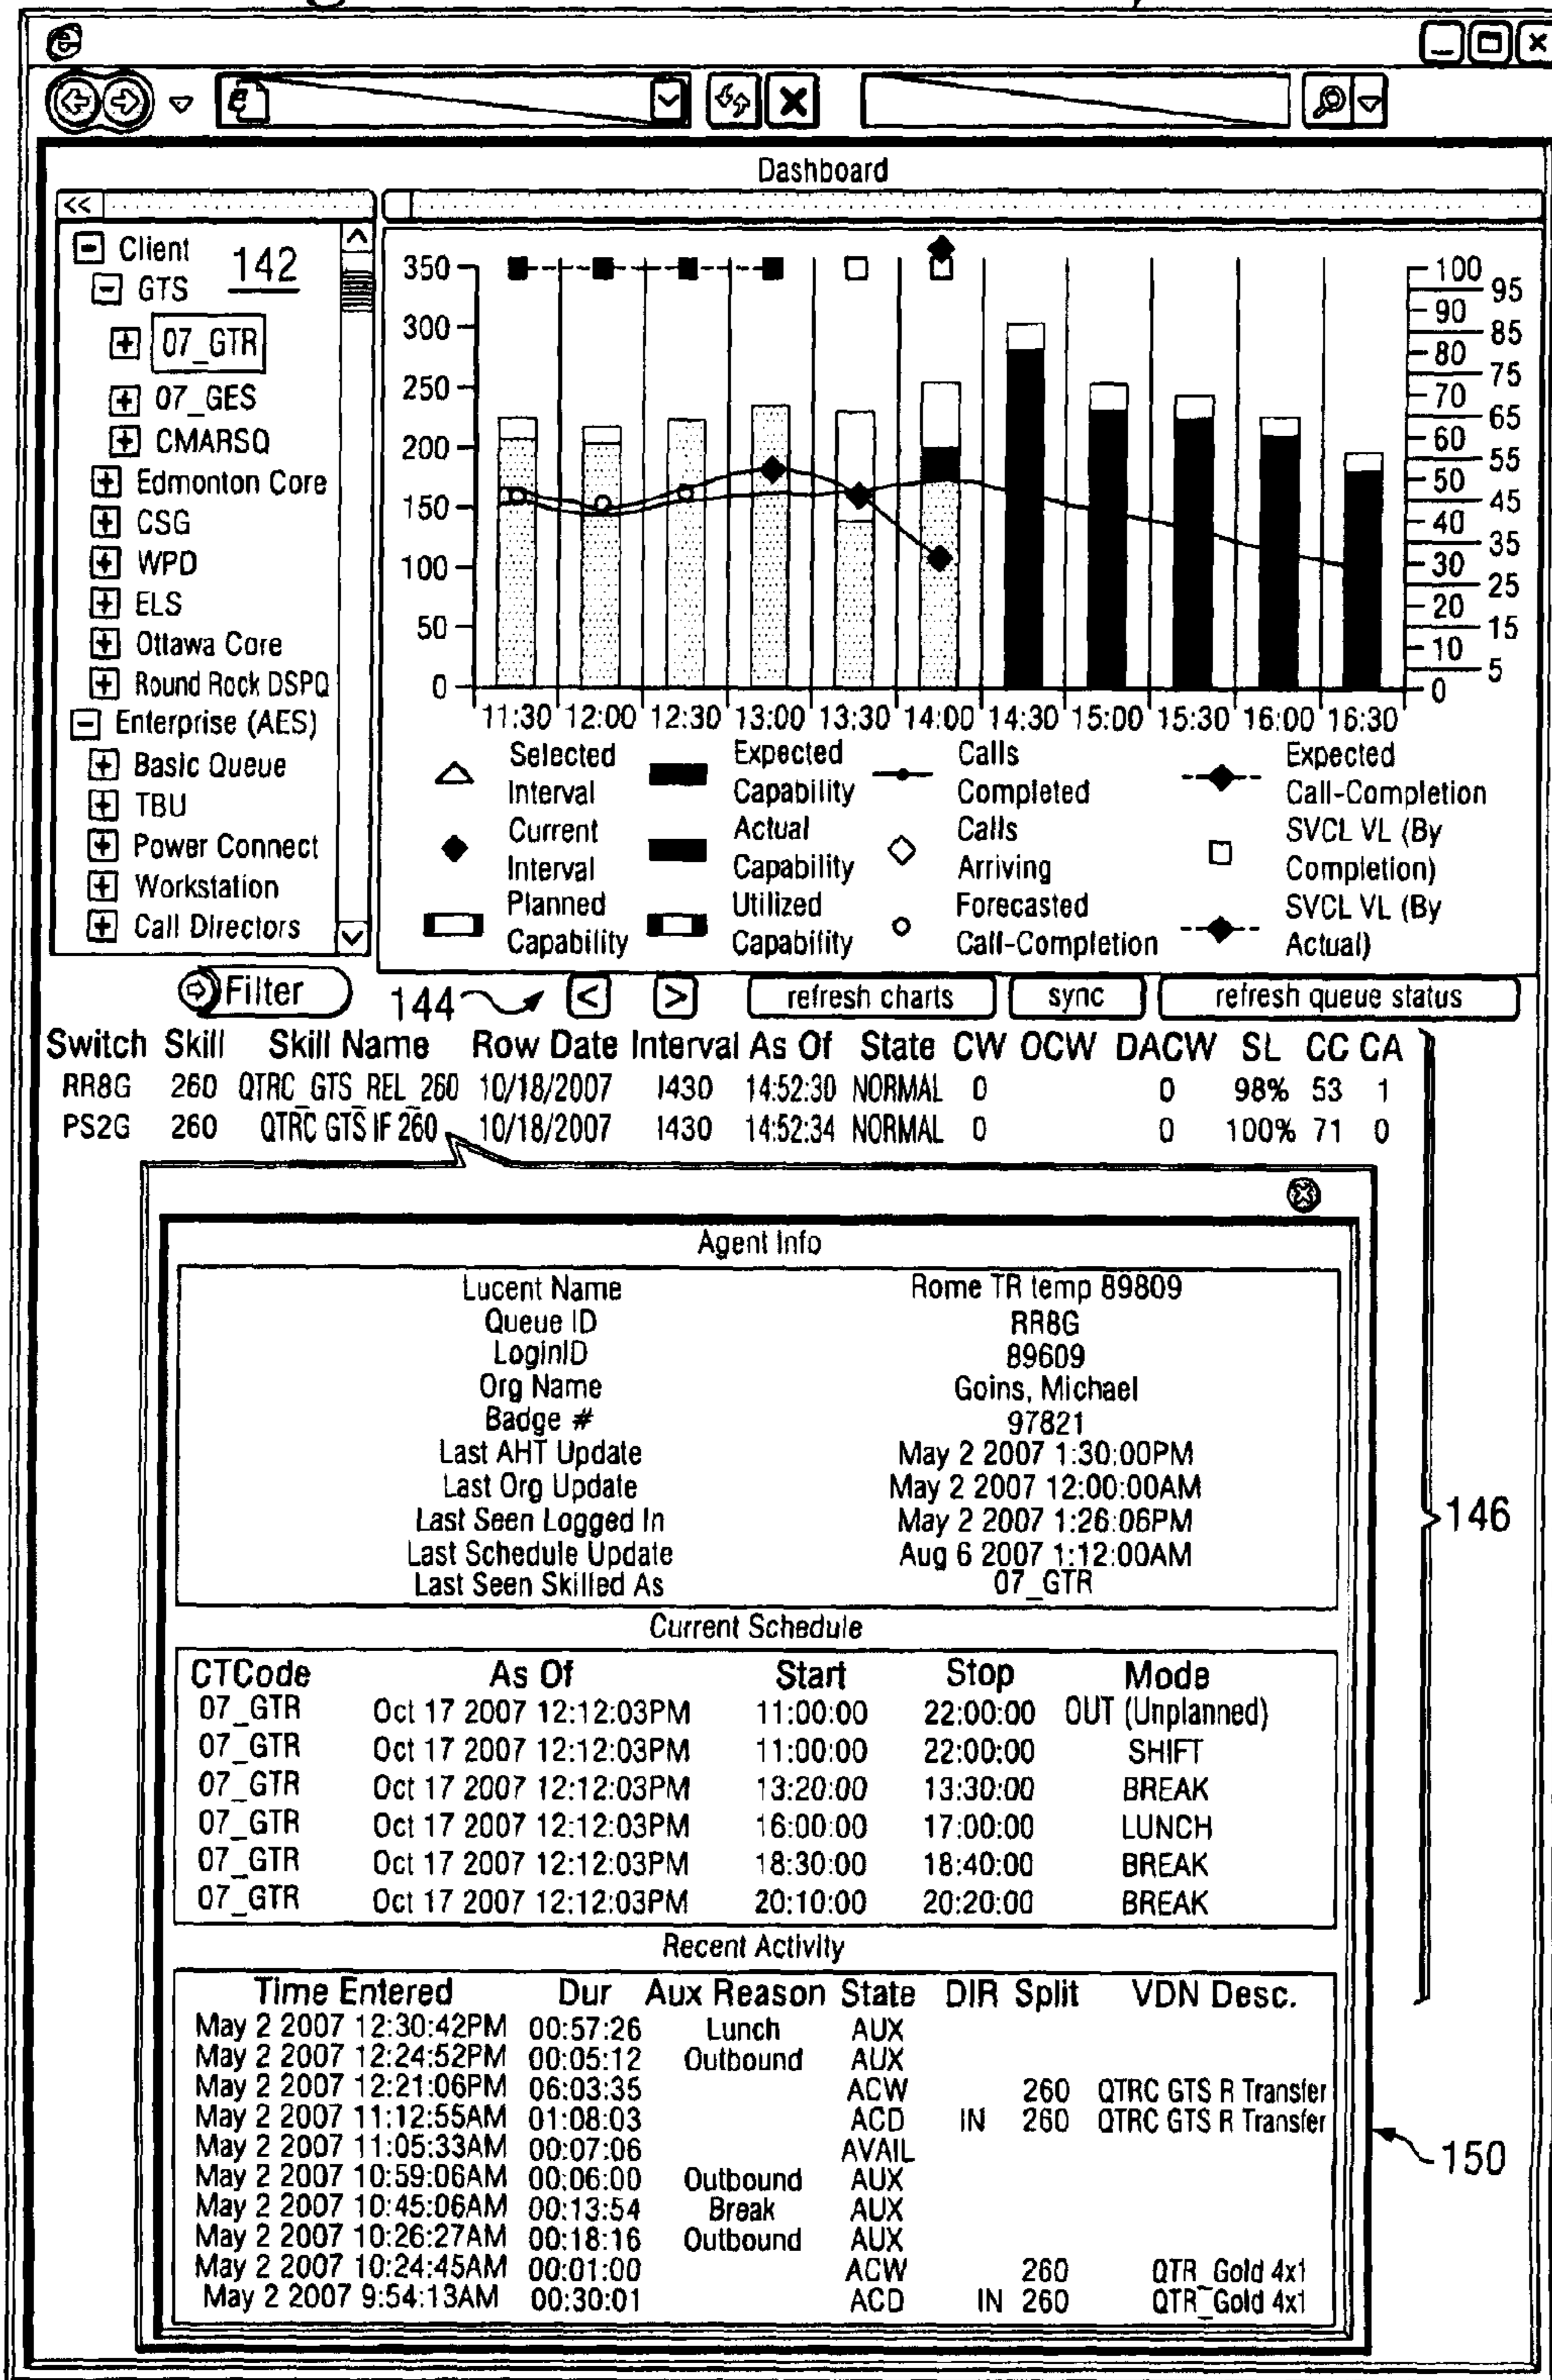 Dashboard
<<
Client
142
GTS
07_GTR
07_GES
CMARSQ
Edmonton Core
CSG
WPD
ELS
Ottawa Core
Round Rock DSPQ
Enterprise (AES)
Basic Queue
TBU
Power Connect
Workstation
Call Directors
350
300
250
200
150
100
50
0
100
95
90
85
80
75
70
65
60
55
50
45
40
35
30
25
20
15
10
5
0
11:30 12:00 12:30 13:00 13:30 14:00 14:30 15:00 15:30 16:00 16:30
Selected Interval
Expected Capability
Calls Completed
Expected Call-Completion
Current Interval
Actual Capability
Calls Arriving
SVCL VL (By Completion)
Planned Capability
Utilized Capability
Forecasted Call-Completion
SVCL VL (By Actual)
Filter
144
< > refresh charts sync refresh queue status
Switch Skill Skill Name Row Date Interval As Of State CW OCW DACW SL CC CA
RR8G 260 QTRC_GTS_REL_260 10/18/2007 1430 14:52:30 NORMAL 0 0 98% 53 1
PS2G 260 QTRC GTS IF 260 10/18/2007 1430 14:52:34 NORMAL 0 0 100% 71 0
Agent Info
Lucent Name Rome TR temp 89809
Queue ID RR8G
LoginID 89609
Org Name Goins, Michael
Badge # 97821
Last AHT Update May 2 2007 1:30:00PM
Last Org Update May 2 2007 12:00:00AM
Last Seen Logged In May 2 2007 1:26:06PM
Last Schedule Update Aug 6 2007 1:12:00AM
Last Seen Skilled As 07_GTR
146
Current Schedule
CTCode As Of Start Stop Mode
07_GTR Oct 17 2007 12:12:03PM 11:00:00 22:00:00 OUT (Unplanned)
07_GTR Oct 17 2007 12:12:03PM 11:00:00 22:00:00 SHIFT
07_GTR Oct 17 2007 12:12:03PM 13:20:00 13:30:00 BREAK
07_GTR Oct 17 2007 12:12:03PM 16:00:00 17:00:00 LUNCH
07_GTR Oct 17 2007 12:12:03PM 18:30:00 18:40:00 BREAK
07_GTR Oct 17 2007 12:12:03PM 20:10:00 20:20:00 BREAK
Recent Activity
Time Entered Dur Aux Reason State DIR Split VDN Desc.
May 2 2007 12:30:42PM 00:57:26 Lunch AUX
May 2 2007 12:24:52PM 00:05:12 Outbound AUX
May 2 2007 12:21:06PM 06:03:35 ACW 260 QTRC GTS R Transfer
May 2 2007 11:12:55AM 01:08:03 ACD IN 260 QTRC GTS R Transfer
May 2 2007 11:05:33AM 00:07:06 AVAIL
May 2 2007 10:59:06AM 00:06:00 Outbound AUX
May 2 2007 10:45:06AM 00:13:54 Break AUX
May 2 2007 10:26:27AM 00:18:16 Outbound AUX
May 2 2007 10:24:45AM 00:01:00 ACW 260 QTR_Gold 4x1
May 2 2007 9:54:13AM 00:30:01 ACD IN 260 QTR_Gold 4x1
150